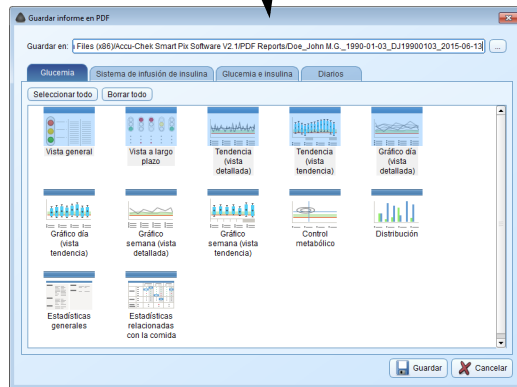 Guardar informe en PDF
Guardar en: Files (x86)/Accu-Chek Smart Pix Software V2.1/PDF Reports/Doe_John M.G._1990-01-03_DJ19900103_2015-06-13 ...
Glucemia Sistema de infusión de insulina Glucemia e insulina Diarios
Seleccionar todo Borrar todo
Vista general
Vista a largo
plazo
Tendencia
(vista
detallada)
Tendencia
(vista
tendencia)
Gráfico día
(vista
detallada)
Gráfico día
(vista
tendencia)
Gráfico
semana (vista
detallada)
Gráfico
semana (vista
tendencia)
Control
metabólico
Distribución
Estadísticas
generales
Estadísticas
relacionadas
con la comida
Guardar Cancelar